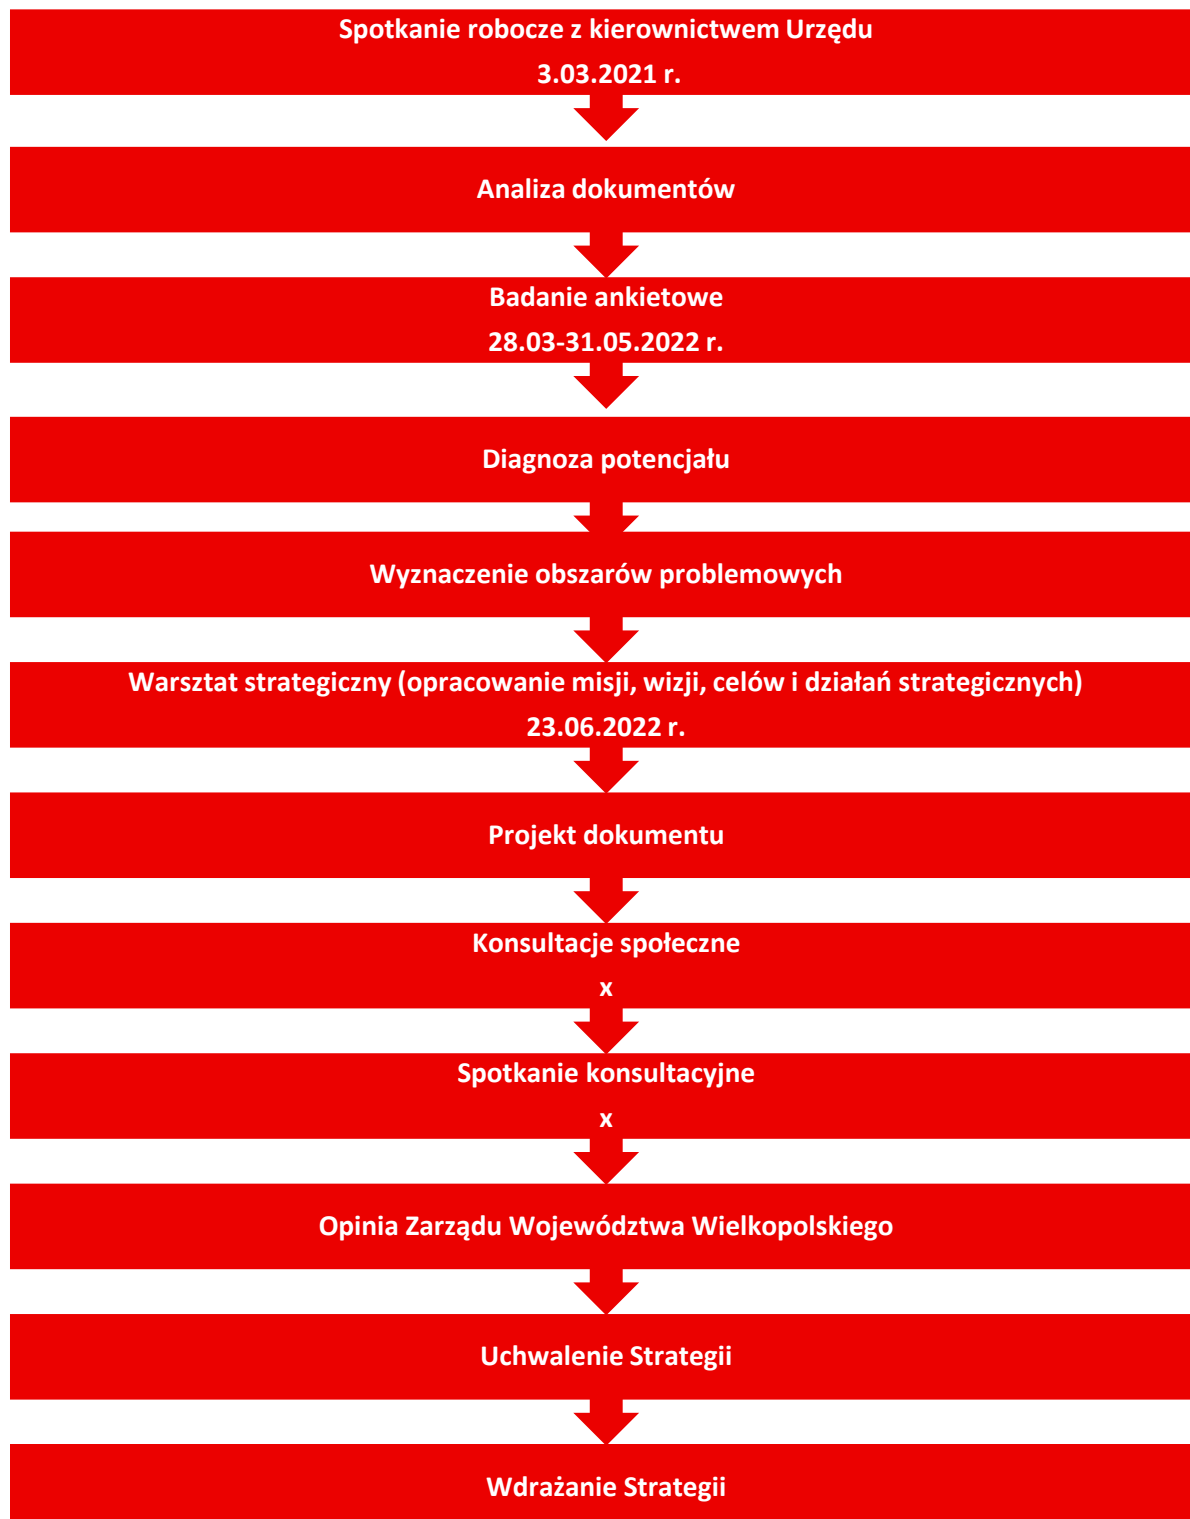 Spotkanie robocze z kierownictwem Urzędu
3.03.2021 r.
Analiza dokumentów
Badanie ankietowe
28.03-31.05.2022 r.
Diagnoza potencjału
Wyznaczenie obszarów problemowych
Warsztat strategiczny (opracowanie misji, wizji, celów i działań strategicznych)
23.06.2022 r.
Projekt dokumentu
Konsultacje społeczne
x
Spotkanie konsultacyjne
x
Opinia Zarządu Województwa Wielkopolskiego
Uchwalenie Strategii
Wdrażanie Strategii